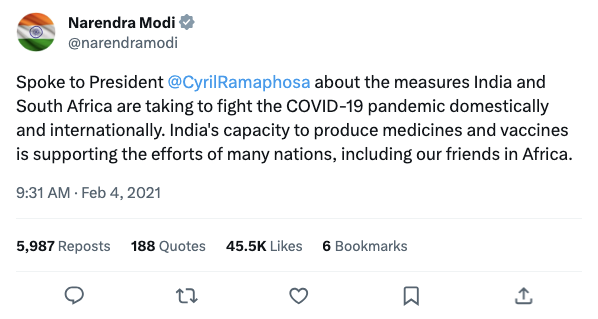 Narendra Modi
@narendramodi
Spoke to President @CyrilRamaphosa about the measures India and
South Africa are taking to fight the COVID-19 pandemic domestically
and internationally. India's capacity to produce medicines and vaccines
is supporting the efforts of many nations, including our friends in Africa.
9:31 AM · Feb 4, 2021
5,987 Reposts 188 Quotes 45.5K Likes 6 Bookmarks